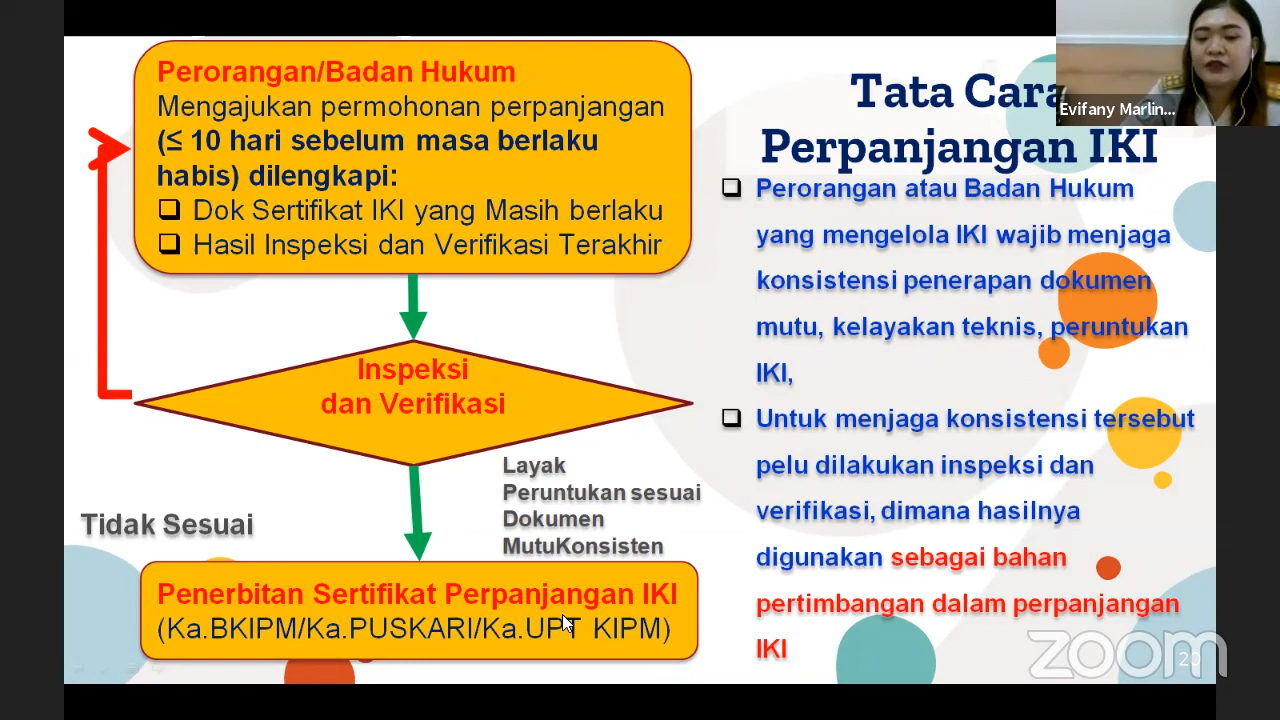 Perorangan/Badan Hukum
Mengajukan permohonan perpanjangan
(≤ 10 hari sebelum masa berlaku
habis) dilengkapi:
Dok Sertifikat IKI yang Masih berlaku
Hasil Inspeksi dan Verifikasi Terakhir
Inspeksi
dan Verifikasi
Layak
Peruntukan sesuai
Dokumen
MutuKonsisten
Tidak Sesuai
Penerbitan Sertifikat Perpanjangan IKI
(Ka.BKIPM/Ka.PUSKARI/Ka.UPT KIPM)
Tata Cara
Perpanjangan IKI
Perorangan atau Badan Hukum
yang mengelola IKI wajib menjaga
konsistensi penerapan dokumen
mutu, kelayakan teknis, peruntukan
IKI,
Untuk menjaga konsistensi tersebut
pelu dilakukan inspeksi dan
verifikasi, dimana hasilnya
digunakan sebagai bahan
pertimbangan dalam perpanjangan
IKI
Evifany Marlin...
zoom
20